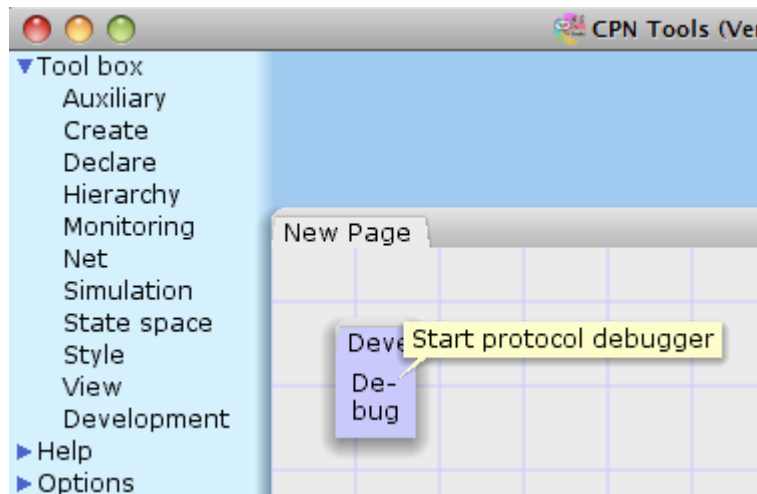 CPN Tools (Ver
Tool box
Auxiliary
Create
Declare
Hierarchy
Monitoring
Net
Simulation
State space
Style
View
Development
Help
Options
New Page
Deve
Start protocol debugger
De-
bug